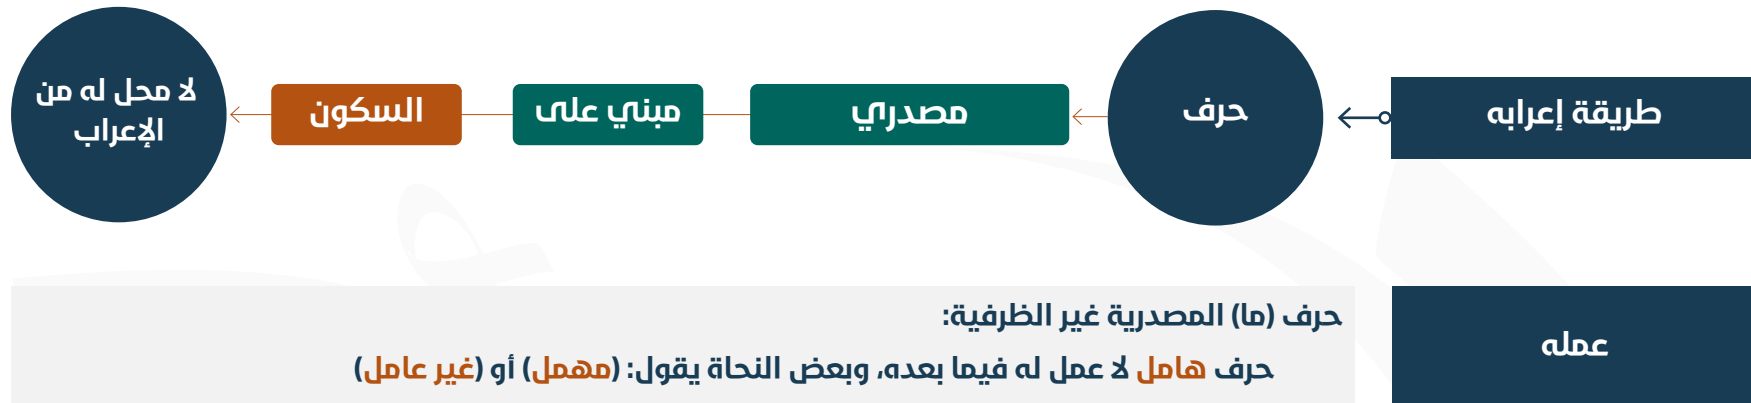 طريقة إعرابه
حرف
مصدري
مبني على
السكون
لا محل له من
الإعراب
عمله
حرف (ما) المصدرية غير الظرفية:
حرف هامل لا عمل له فيما بعده، وبعض النحاة يقول: (مهمل) أو (غير عامل)